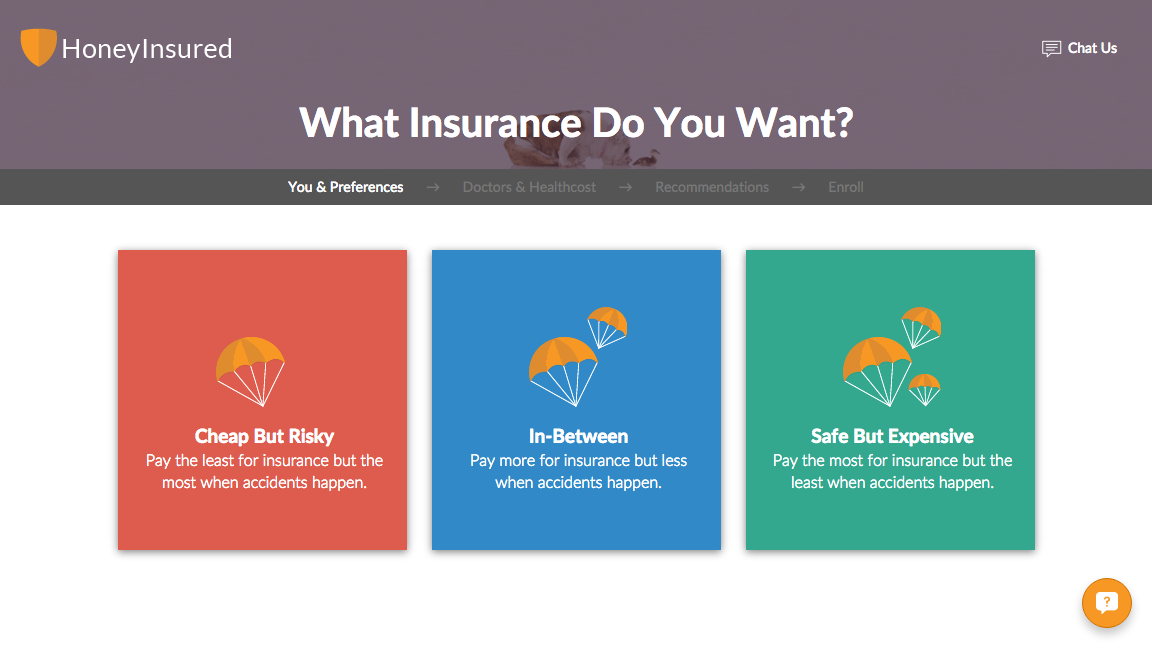 HoneyInsured
Chat Us
What Insurance Do You Want?
You & Preferences → Doctors & Healthcost → Recommendations → Enroll
Cheap But Risky
Pay the least for insurance but the
most when accidents happen.
In-Between
Pay more for insurance but less
when accidents happen.
Safe But Expensive
Pay the most for insurance but the
least when accidents happen.
?